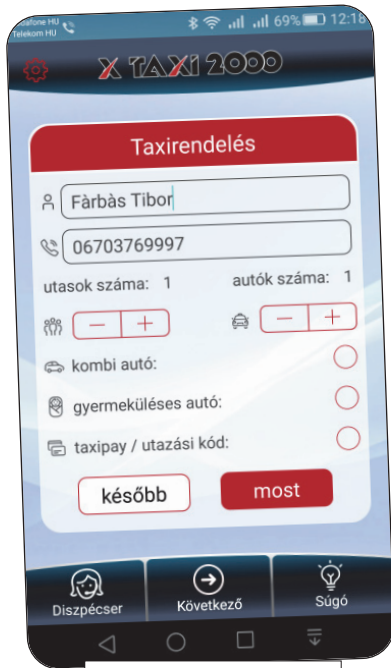 Vodafone HU
Telekom HU 69% 12:18
X TAXI 2000
Taxirendelés
Fàrbàs Tibor
06703769997
utasok száma: 1 autók száma: 1
− + − +
kombi autó:
gyermeküléses autó:
taxipay / utazási kód:
később most
Diszpécser Következő Súgó